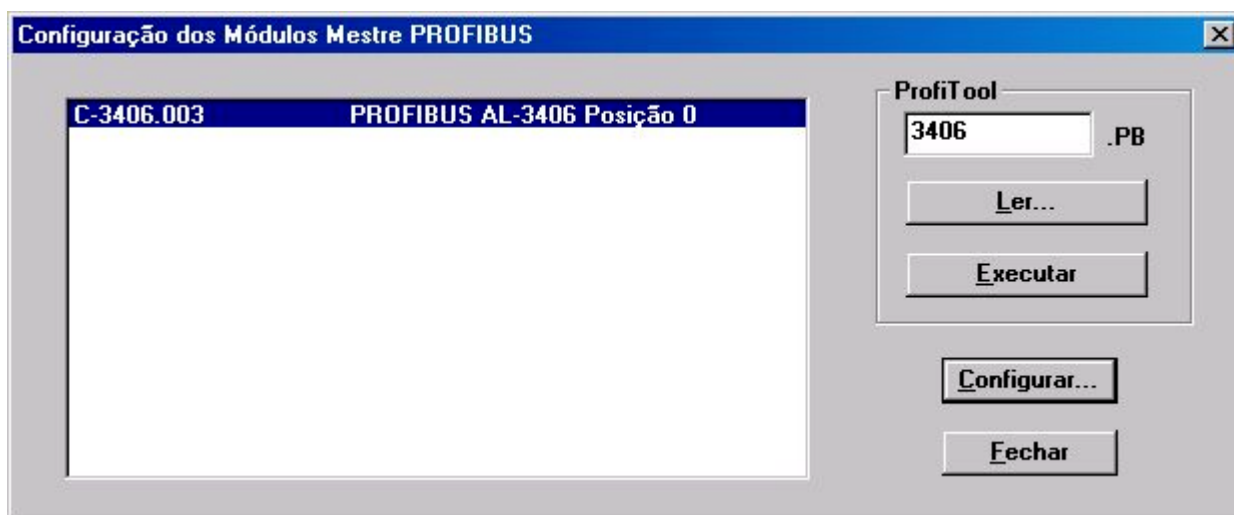 Configuração dos Módulos Mestre PROFIBUS
C-3406.003 PROFIBUS AL-3406 Posição 0
ProfiTool
3406 .PB
Ler...
Executar
Configurar...
Fechar